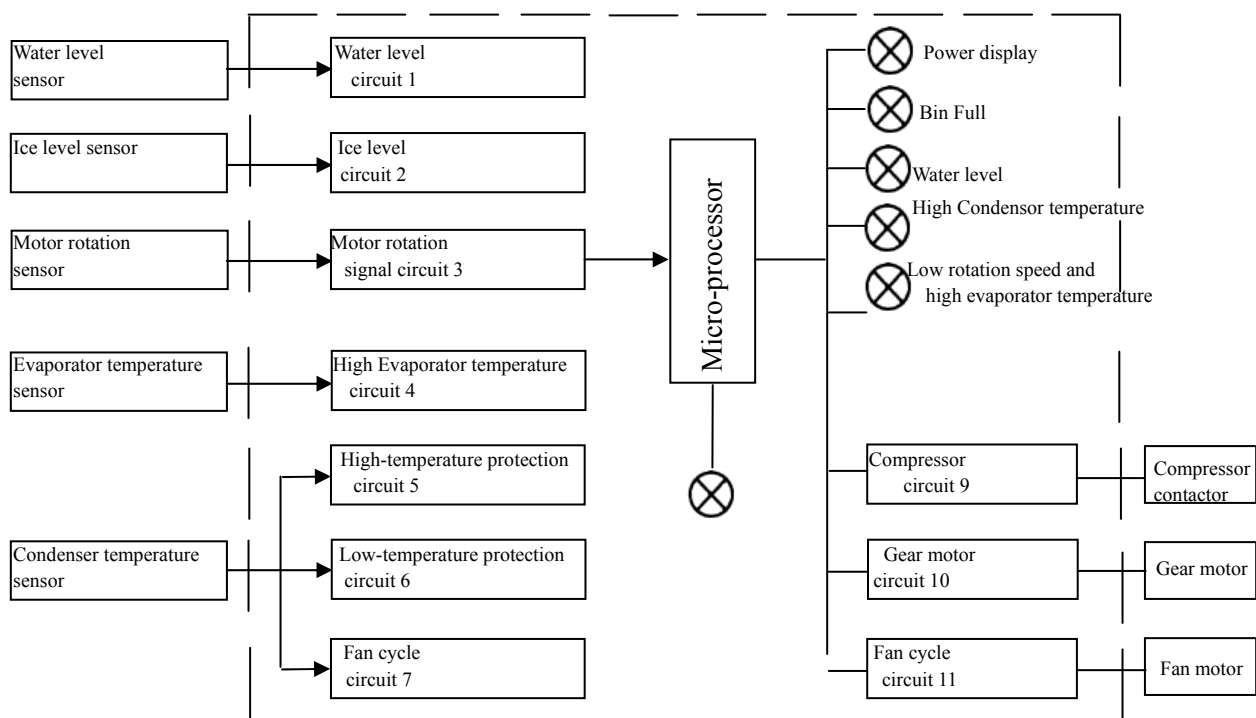 Water level
sensor
Water level
circuit 1
Ice level sensor
Ice level
circuit 2
Motor rotation
sensor
Motor rotation
signal circuit 3
Evaporator temperature
sensor
High Evaporator temperature
circuit 4
High-temperature protection
circuit 5
Condenser temperature
sensor
Low-temperature protection
circuit 6
Fan cycle
circuit 7
Micro-processor
Power display
Bin Full
Water level
High Condensor temperature
Low rotation speed and
high evaporator temperature
Compressor
circuit 9
Compressor
contactor
Gear motor
circuit 10
Gear motor
Fan cycle
circuit 11
Fan motor